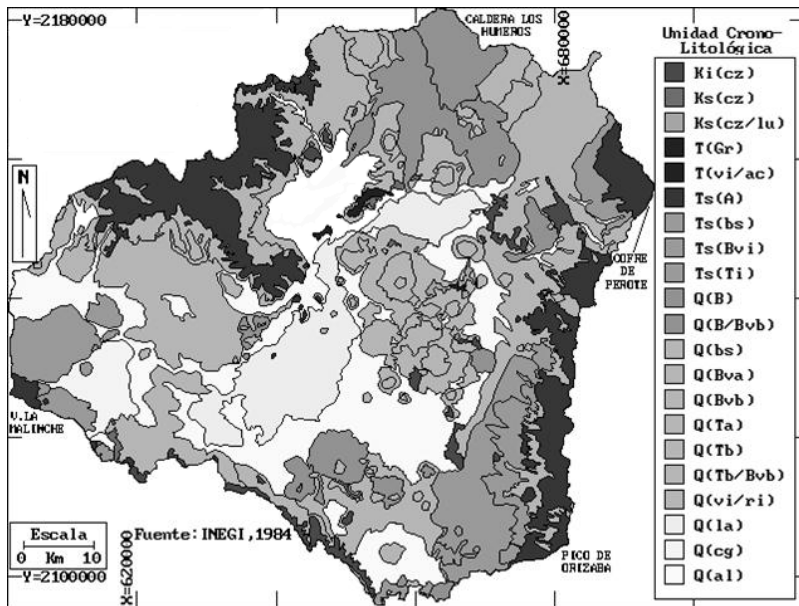 Y=2180000
CALDERA LOS
HUMEROS
X=680000
Unidad Crono-
Litológica
Ki(cz)
Ks(cz)
Ks(cz/lu)
T(Gr)
T(vi/ac)
Ts(A)
Ts(bs)
Ts(Bvi)
Ts(Ti)
Q(B)
Q(B/Bvb)
Q(bs)
Q(Bva)
Q(Bvb)
Q(Ta)
Q(Tb)
Q(Tb/Bvb)
Q(vi/ri)
Q(la)
Q(cg)
Q(al)
N
COFRE
DE
PEROTE
V.LA
MALINCHE
Escala
0 Km 10
Fuente:INEGI,1984
PICO DE
ORIZABA
Y=2100000
X=620000